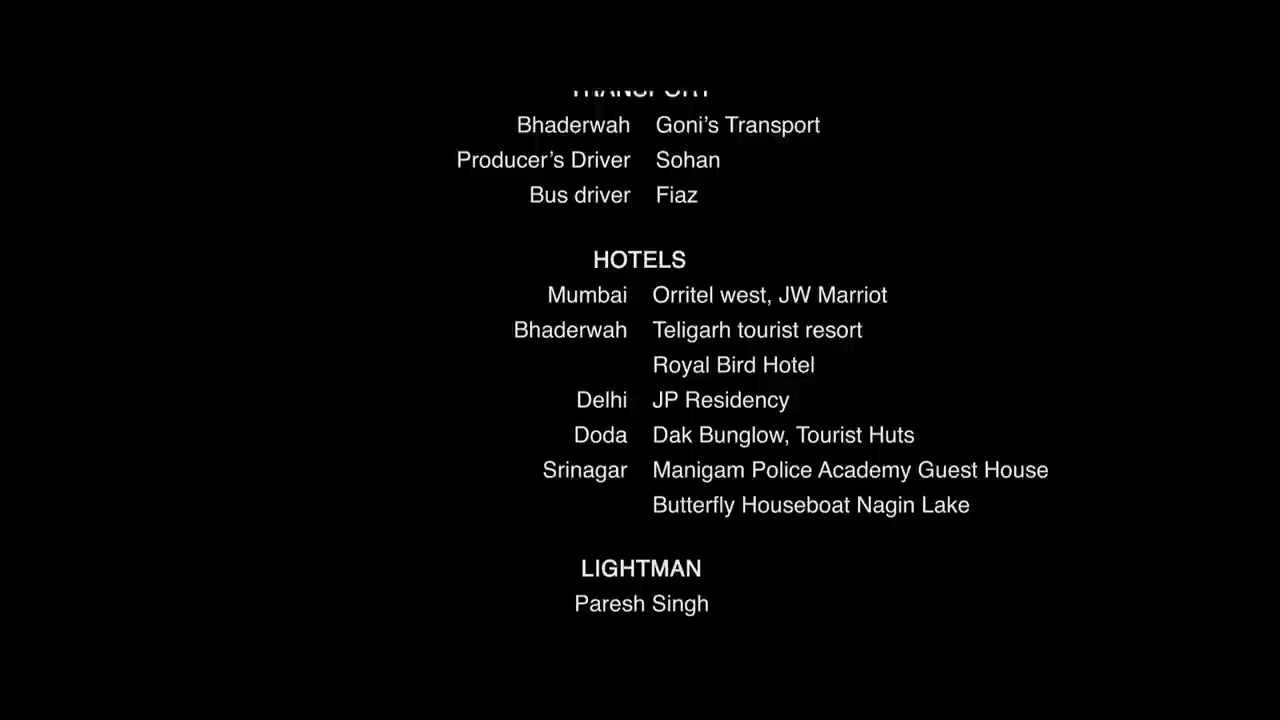 TRANSPORT
Bhaderwah Goni's Transport
Producer's Driver Sohan
Bus driver Fiaz
HOTELS
Mumbai Orritel west, JW Marriot
Bhaderwah Teligarh tourist resort
Royal Bird Hotel
Delhi JP Residency
Doda Dak Bunglow, Tourist Huts
Srinagar Manigam Police Academy Guest House
Butterfly Houseboat Nagin Lake
LIGHTMAN
Paresh Singh